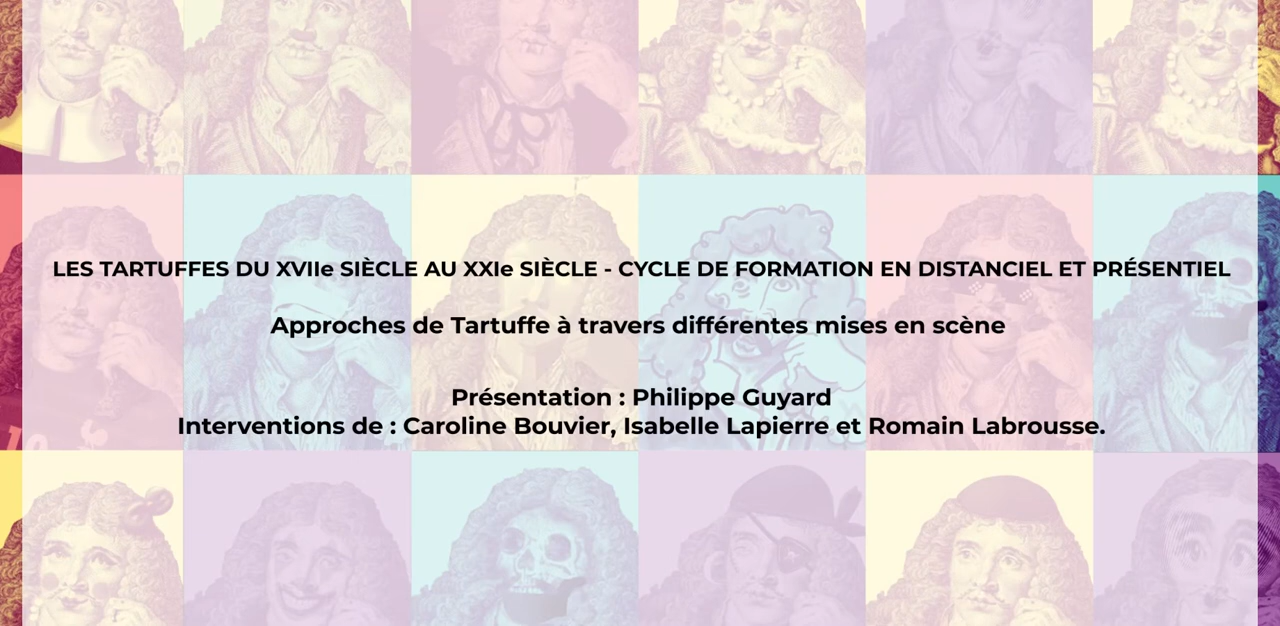 LES TARTUFFES DU XVIIe SIÈCLE AU XXIe SIÈCLE - CYCLE DE FORMATION EN DISTANCIEL ET PRÉSENTIEL
Approches de Tartuffe à travers différentes mises en scène
Présentation : Philippe Guyard
Interventions de : Caroline Bouvier, Isabelle Lapierre et Romain Labrousse.